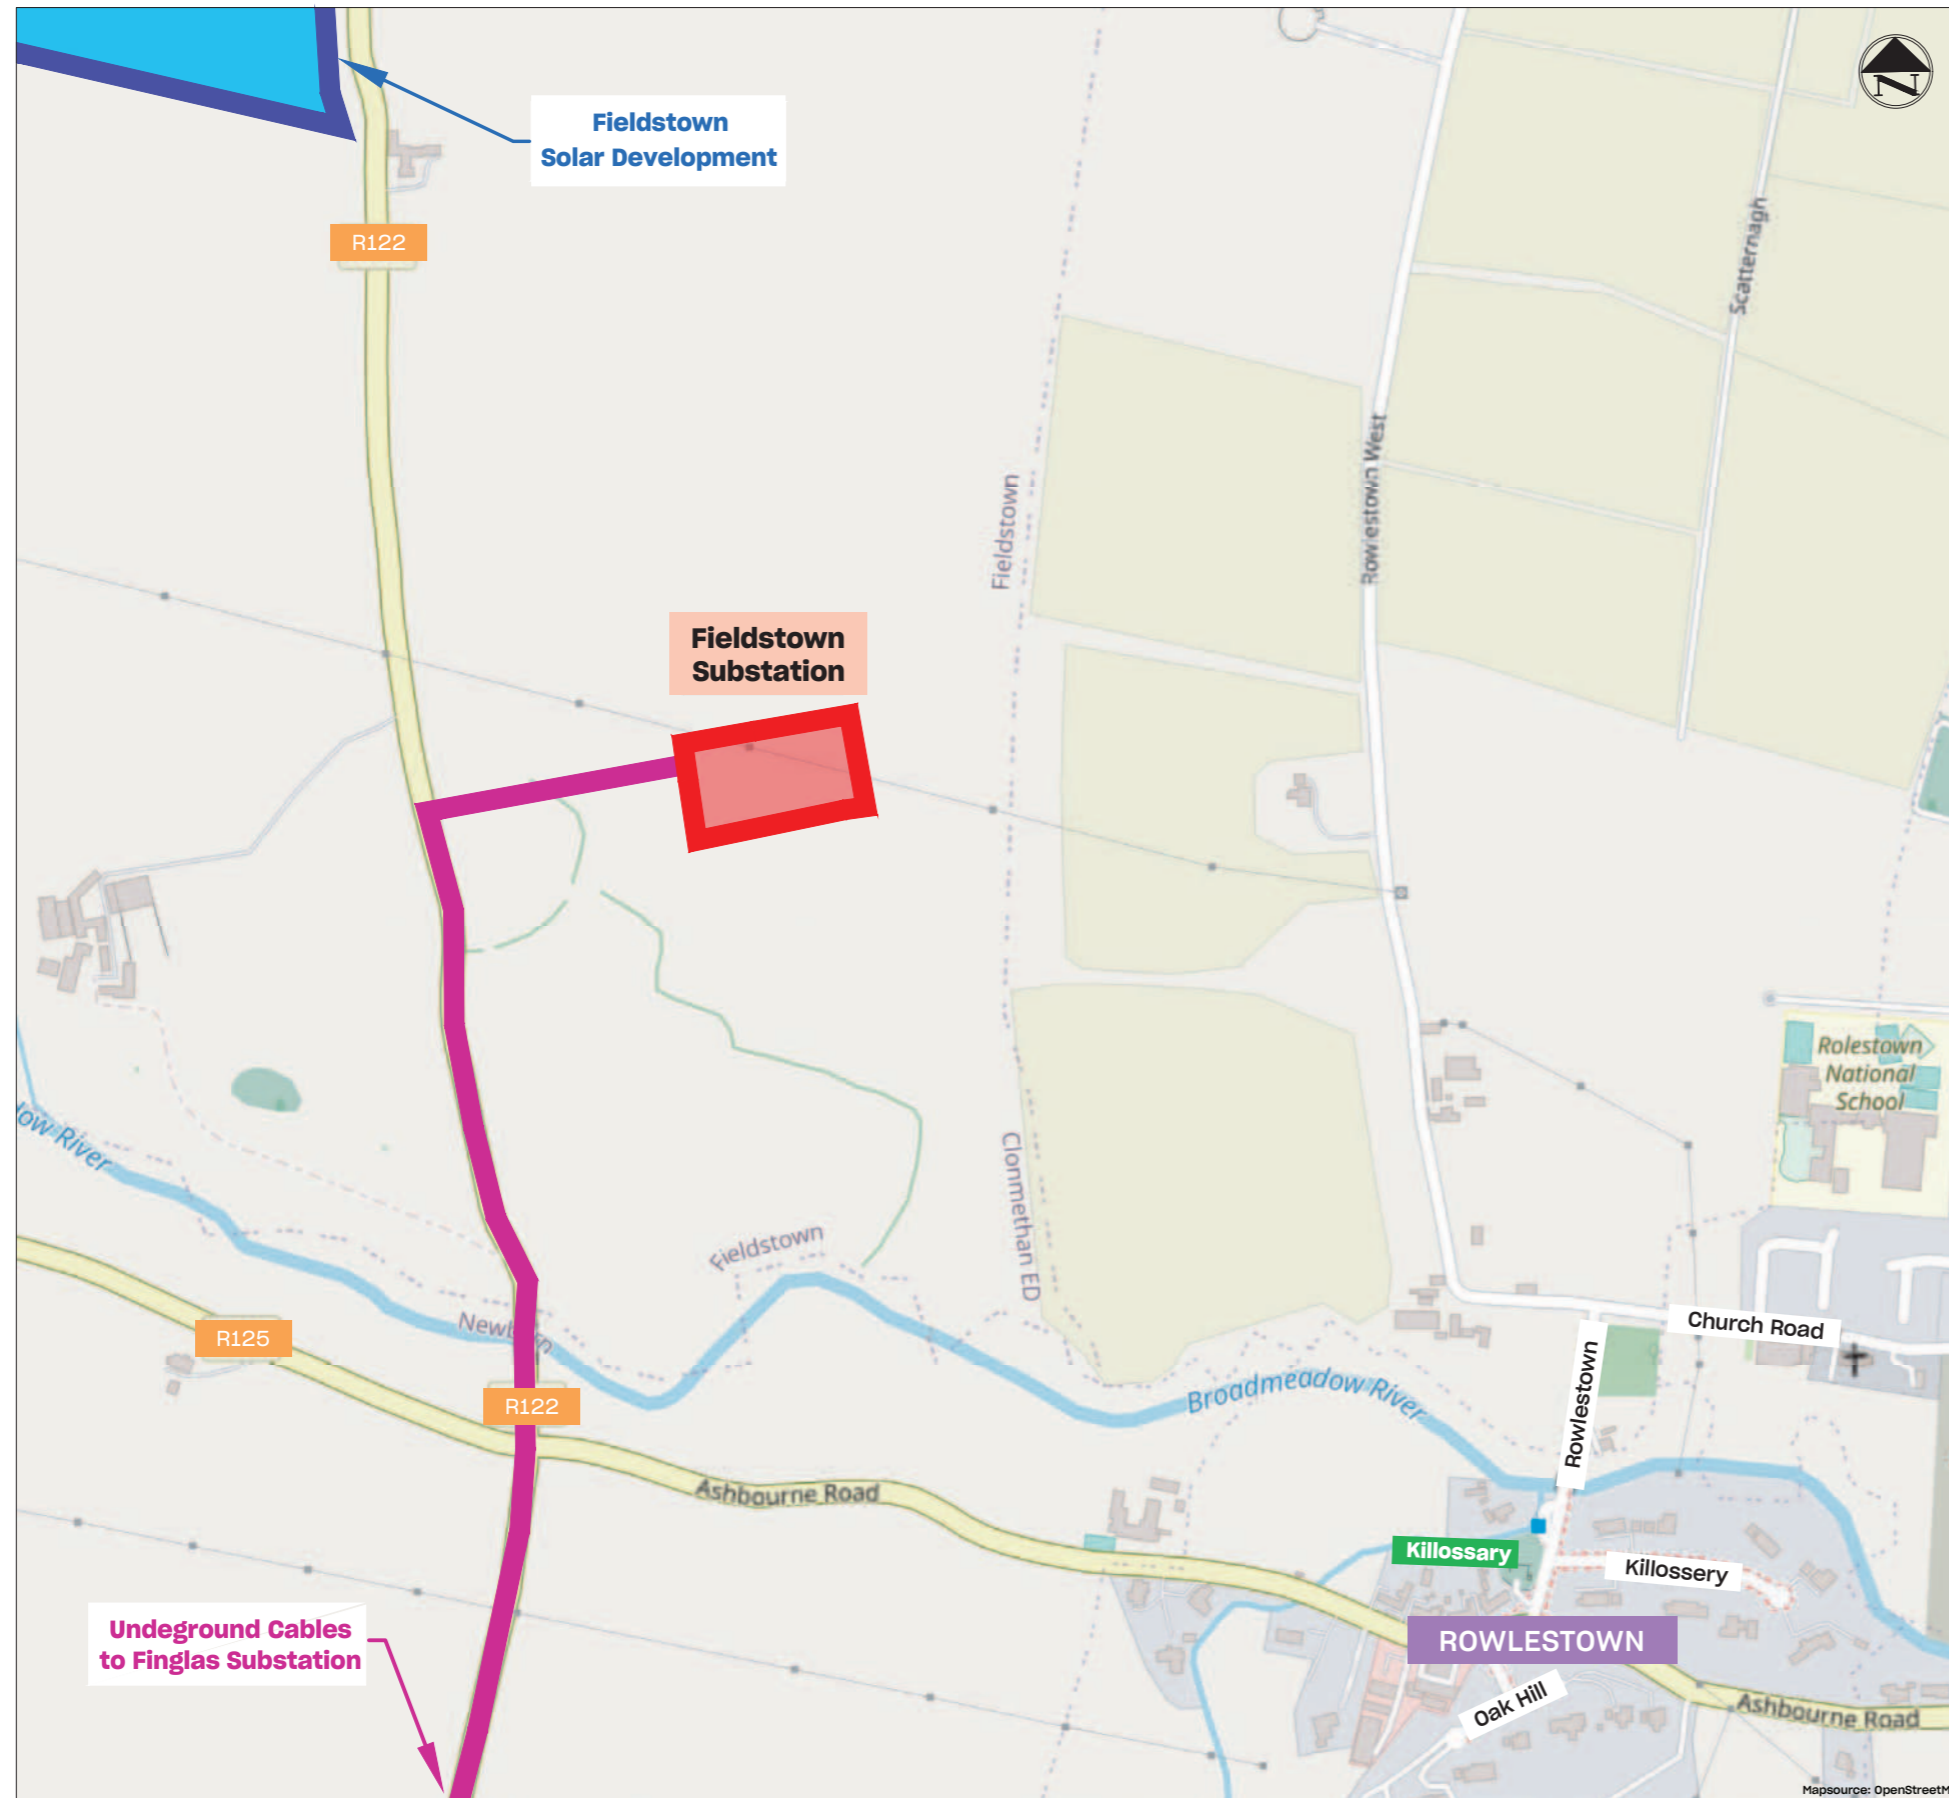 N
Fieldstown
Solar Development
R122
Scatternagh
Rowlestown West
Fieldstown
Fieldstown
Substation
Rolestown
National
School
low River
Clonmethan ED
Fieldstown
Church Road
R125
Rowlestown
R122
Broadmeadow River
Ashbourne Road
Killossary
Killossery
Undeground Cables
to Finglas Substation
ROWLESTOWN
Oak Hill
Ashbourne Road
Mapsource: OpenStreetM